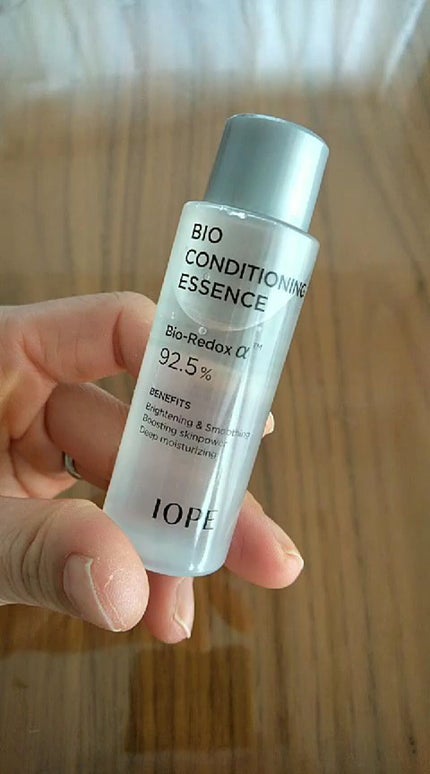 BIO
CONDITIONING
ESSENCE
Bio-Redox α™
92.5%
BENEFITS
Brightening & Smoothing
Boosting skinpower
Deep moisturizing
IOPE